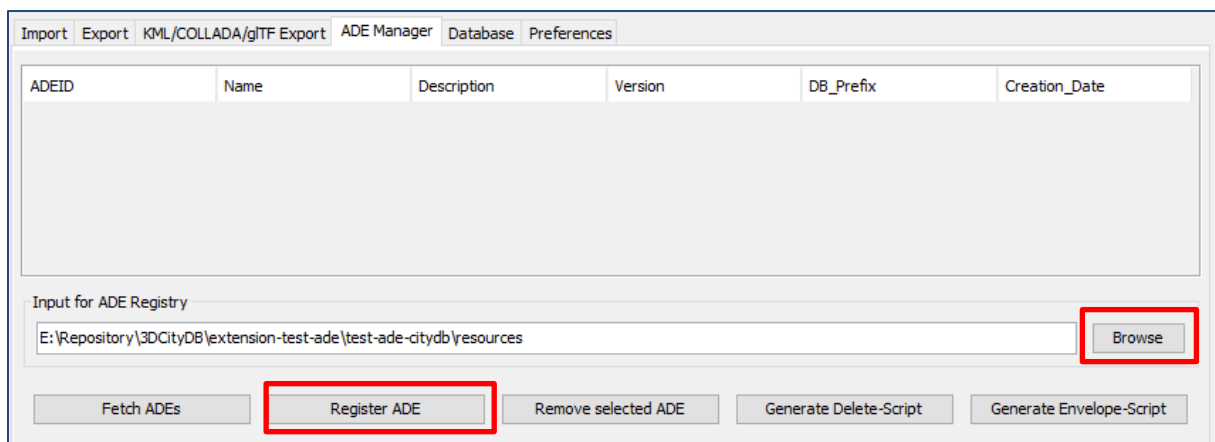 Import Export KML/COLLADA/glTF Export ADE Manager Database Preferences
ADEID Name Description Version DB_Prefix Creation_Date
Input for ADE Registry
E:\Repository\3DCityDB\extension-test-ade\test-ade-citydb\resources Browse
Fetch ADEs Register ADE Remove selected ADE Generate Delete-Script Generate Envelope-Script